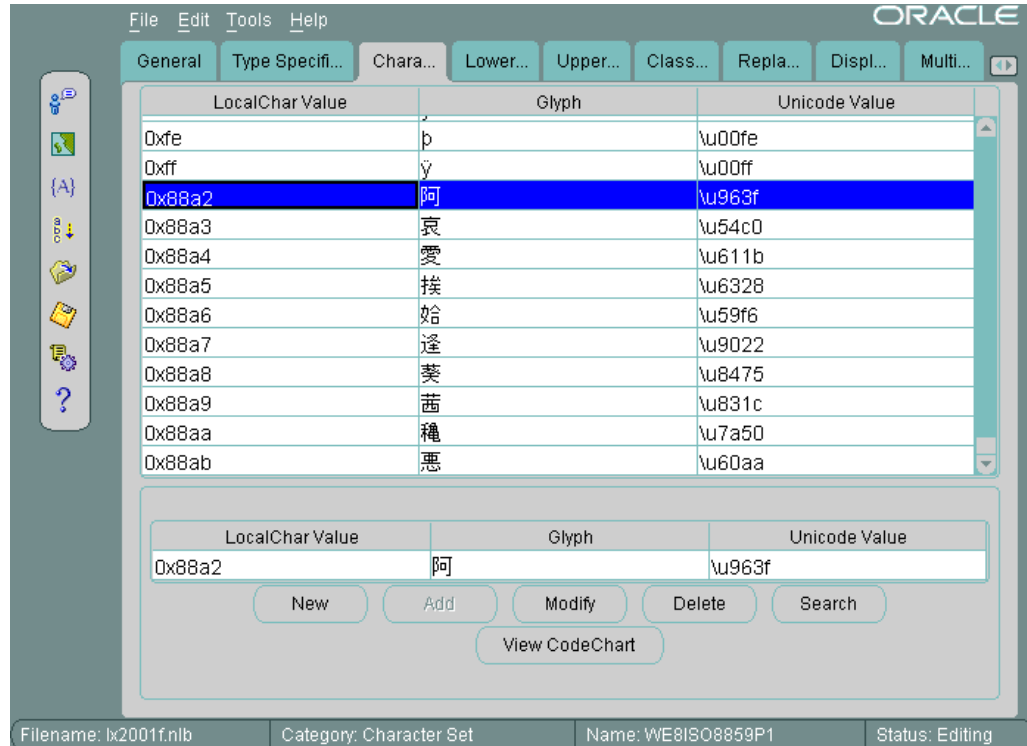 File Edit Tools Help
ORACLE
General Type Specifi... Chara... Lower... Upper... Class... Repla... Displ... Multi...
LocalChar Value Glyph Unicode Value
0xfe þ \u00fe
0xff ÿ \u00ff
0x88a2 阿 \u963f
0x88a3 哀 \u54c0
0x88a4 愛 \u611b
0x88a5 挨 \u6328
0x88a6 姶 \u59f6
0x88a7 逢 \u9022
0x88a8 葵 \u8475
0x88a9 茜 \u831c
0x88aa 穐 \u7a50
0x88ab 悪 \u60aa
LocalChar Value Glyph Unicode Value
0x88a2 阿 \u963f
New Add Modify Delete Search
View CodeChart
Filename: lx2001f.nlb Category: Character Set Name: WE8ISO8859P1 Status: Editing